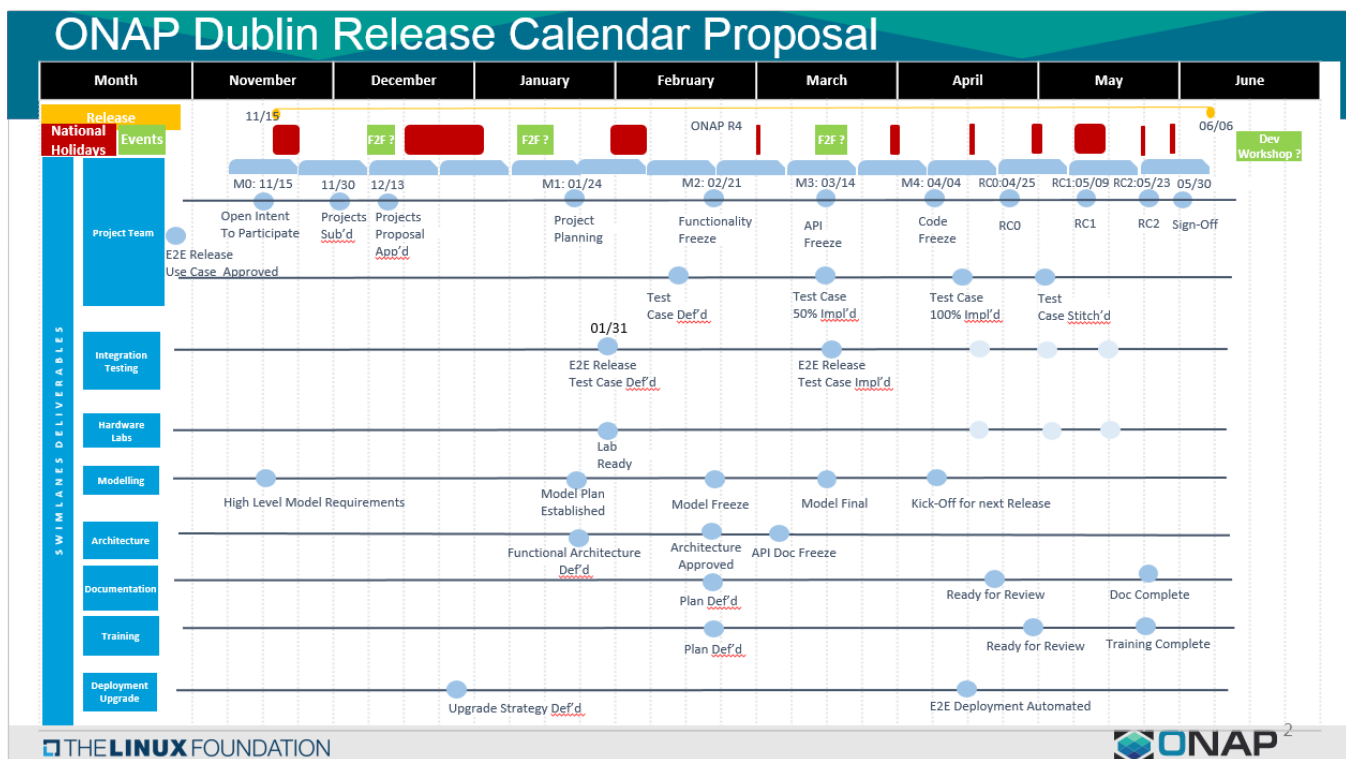 ONAP Dublin Release Calendar Proposal
Month November December January February March April May June
Release
11/15
ONAP R4
06/06
National
Holidays
Events
F2F ?
F2F ?
F2F ?
Dev
Workshop ?
M0: 11/15 11/30 12/13 M1: 01/24 M2: 02/21 M3: 03/14 M4: 04/04 RC0:04/25 RC1:05/09 RC2:05/23 05/30
SWIMLANES DELIVERABLES
Project Team
E2E Release
Use Case Approved
Open Intent
To Participate
Projects
Sub'd
Projects
Proposal
App'd
Project
Planning
Functionality
Freeze
API
Freeze
Code
Freeze
RC0
RC1
RC2
Sign-Off
Test
Case Def'd
Test Case
50% Impl'd
Test Case
100% Impl'd
Test
Case Stitch'd
Integration
Testing
01/31
E2E Release
Test Case Def'd
E2E Release
Test Case Impl'd
Hardware
Labs
Lab
Ready
Modelling
High Level Model Requirements
Model Plan
Established
Model Freeze
Model Final
Kick-Off for next Release
Architecture
Functional Architecture
Def'd
Architecture
Approved
API Doc Freeze
Documentation
Plan Def'd
Ready for Review
Doc Complete
Training
Plan Def'd
Ready for Review
Training Complete
Deployment
Upgrade
Upgrade Strategy Def'd
E2E Deployment Automated
THE LINUX FOUNDATION
ONAP
2